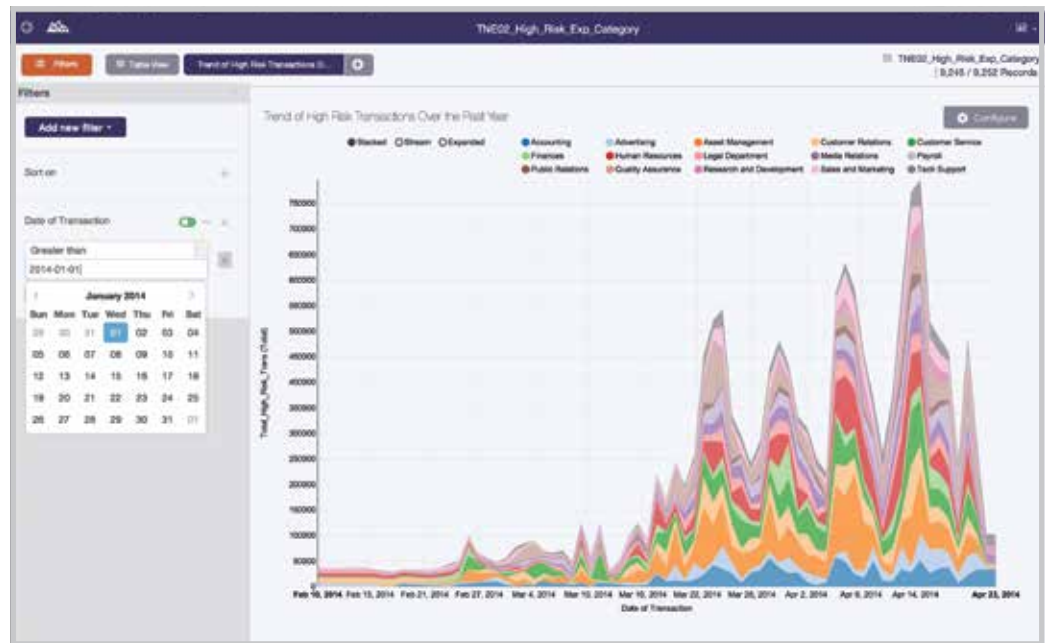 TNE02_High_Risk_Exp_Category
Filters
Table View
Trend of High Risk Transactions O...
TNE02_High_Risk_Exp_Category
9,245 / 9,252 Records
Filters
Add new filter
Sort on
Date of Transaction
Greater than
2014-01-01
January 2014
Sun Mon Tue Wed Thu Fri Sat
29 30 31 01 02 03 04
05 06 07 08 09 10 11
12 13 14 15 16 17 18
19 20 21 22 23 24 25
26 27 28 29 30 31 01
Trend of High Risk Transactions Over the Past Year
Configure
Stacked Stream Expanded
Accounting Advertising Asset Management Customer Relations Customer Service
Finances Human Resources Legal Department Media Relations Payroll
Public Relations Quality Assurance Research and Development Sales and Marketing Tech Support
Total_High_Risk_Trans (Total)
750000
700000
650000
600000
550000
500000
450000
400000
350000
300000
250000
200000
150000
100000
50000
0
Feb 10, 2014 Feb 13, 2014 Feb 21, 2014 Feb 27, 2014 Mar 4, 2014 Mar 10, 2014 Mar 16, 2014 Mar 22, 2014 Mar 28, 2014 Apr 2, 2014 Apr 8, 2014 Apr 14, 2014 Apr 23, 2014
Date of Transaction